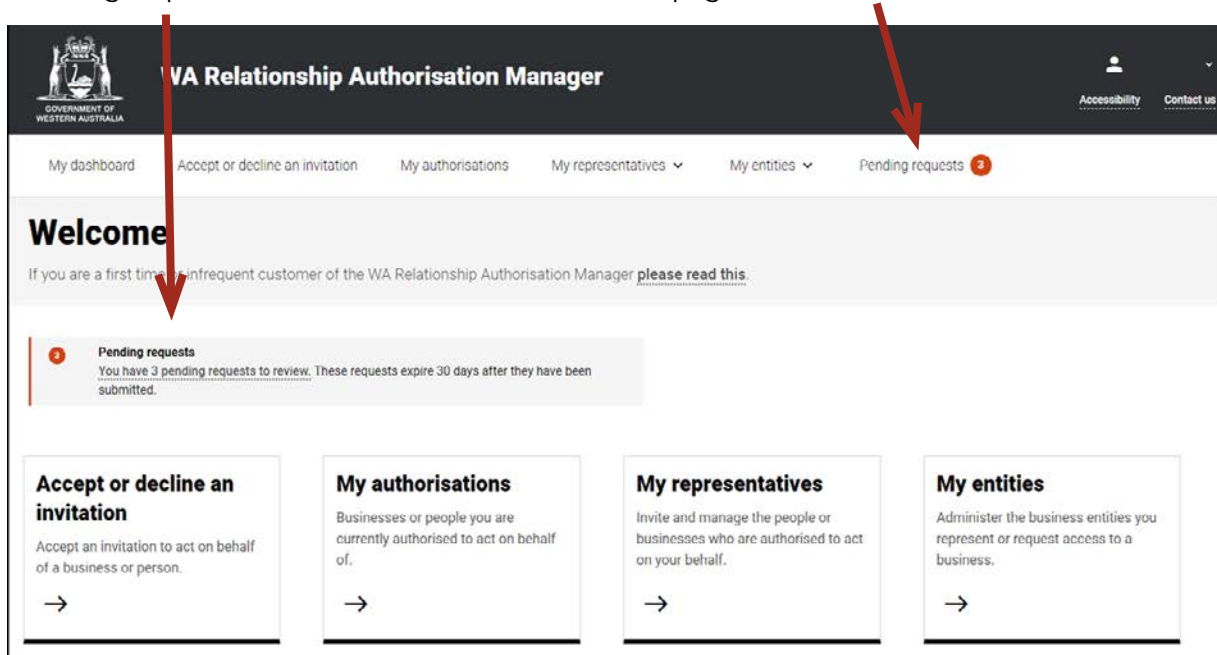 WA Relationship Authorisation Manager
GOVERNMENT OF
WESTERN AUSTRALIA
Accessibility
Contact us
My dashboard
Accept or decline an invitation
My authorisations
My representatives
My entities
Pending requests 3
Welcome
If you are a first time or infrequent customer of the WA Relationship Authorisation Manager please read this.
3
Pending requests
You have 3 pending requests to review. These requests expire 30 days after they have been
submitted.
Accept or decline an
invitation
Accept an invitation to act on behalf
of a business or person.
My authorisations
Businesses or people you are
currently authorised to act on behalf
of.
My representatives
Invite and manage the people or
businesses who are authorised to act
on your behalf.
My entities
Administer the business entities you
represent or request access to a
business.